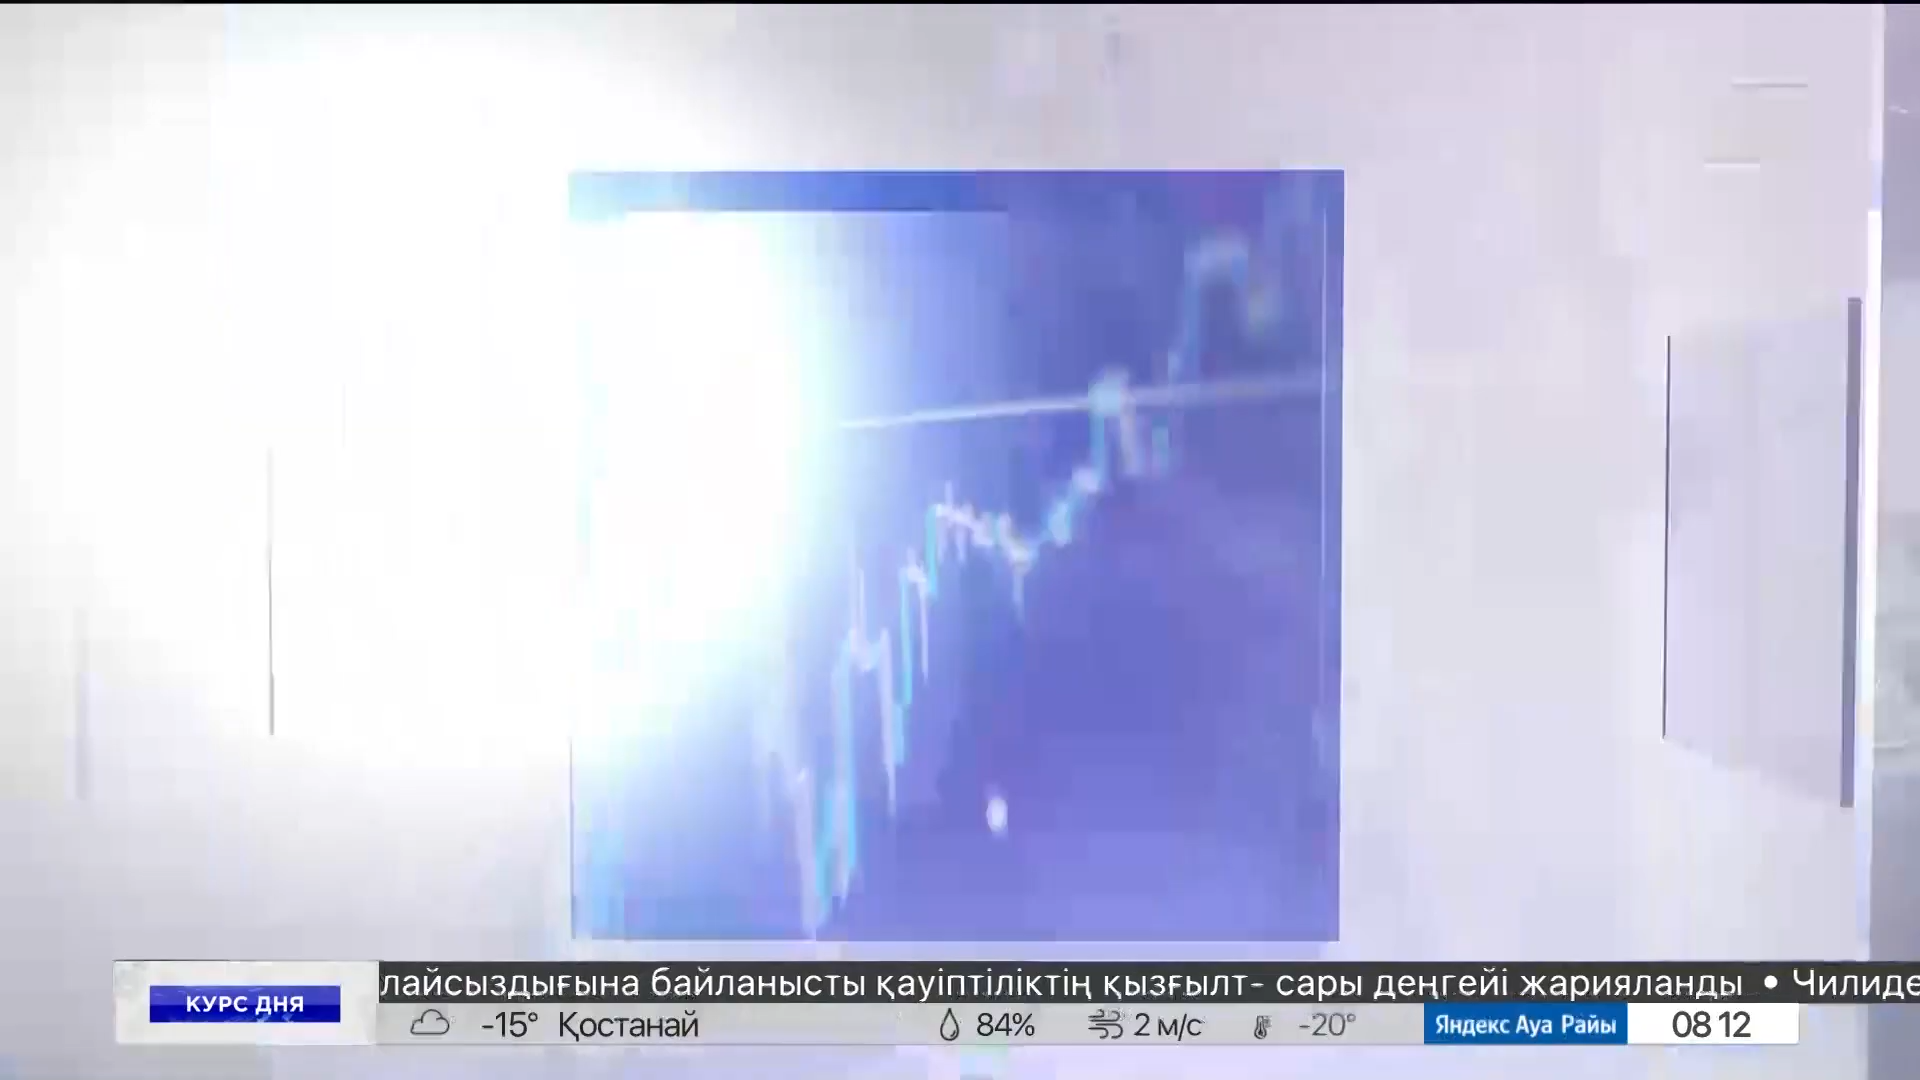 лайсыздығына байланысты қауіптіліктің қызғылт- сары деңгейі жарияланды • Чилиде
КУРС ДНЯ
-15° Қостанай 84% 2 м/с -20° Яндекс Ауа Райы 08 12